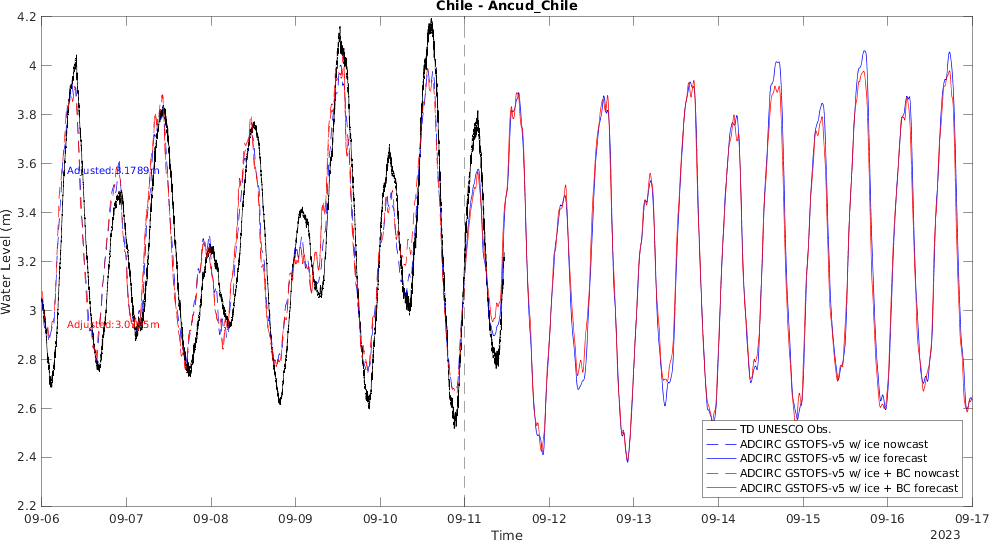 Chile - Ancud_Chile
4.2
4
3.8
3.6
3.4
3.2
3
2.8
2.6
2.4
2.2
Water Level (m)
Adjusted:3.1789m
TD UNESCO Obs.
ADCIRC GSTOFS-v5 w/ ice nowcast
ADCIRC GSTOFS-v5 w/ ice forecast
ADCIRC GSTOFS-v5 w/ ice + BC nowcast
ADCIRC GSTOFS-v5 w/ ice + BC forecast
09-06 09-07 09-08 09-09 09-10 09-11 09-12 09-13 09-14 09-15 09-16 09-17
Time
2023